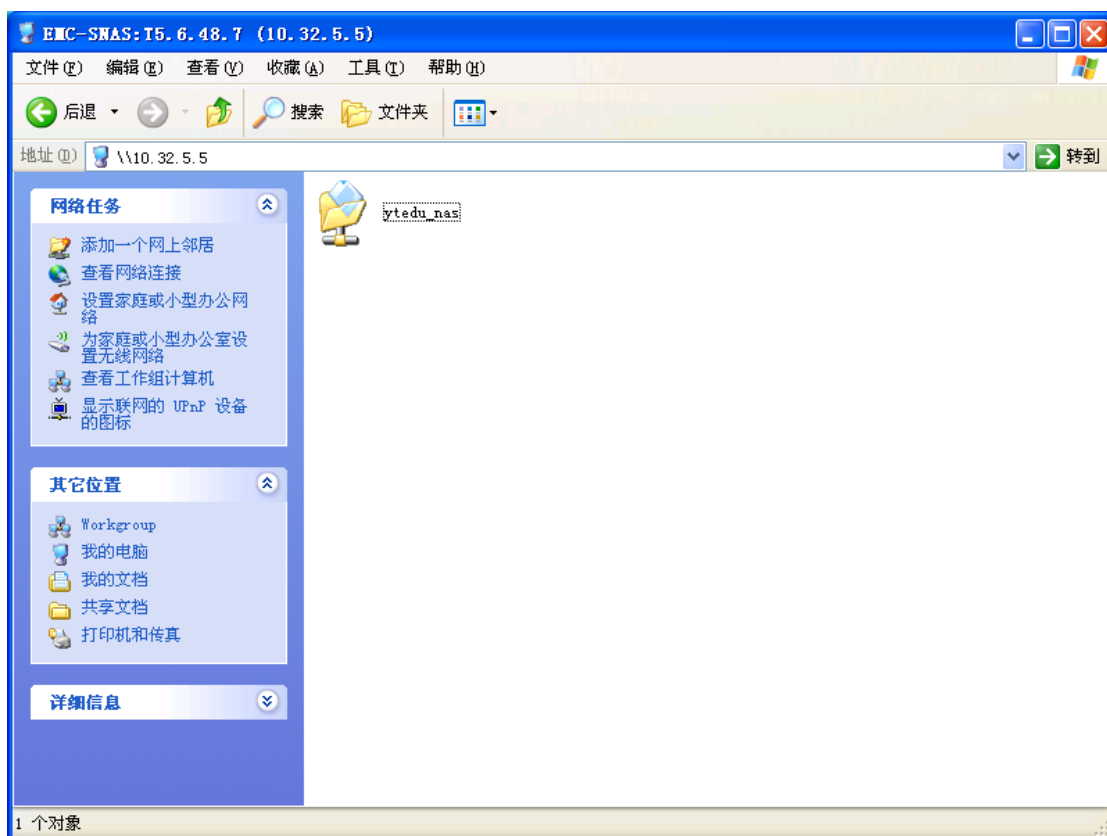 EMC-SNAS:T5.6.48.7 (10.32.5.5)
文件(F) 编辑(E) 查看(V) 收藏(A) 工具(T) 帮助(H)
后退 搜索 文件夹
地址(D) \\10.32.5.5 转到
网络任务
添加一个网上邻居
查看网络连接
设置家庭或小型办公网
络
为家庭或小型办公室设
置无线网络
查看工作组计算机
显示联网的 UPnP 设备
的图标
其它位置
Workgroup
我的电脑
我的文档
共享文档
打印机和传真
详细信息
ytedu_nas
1 个对象